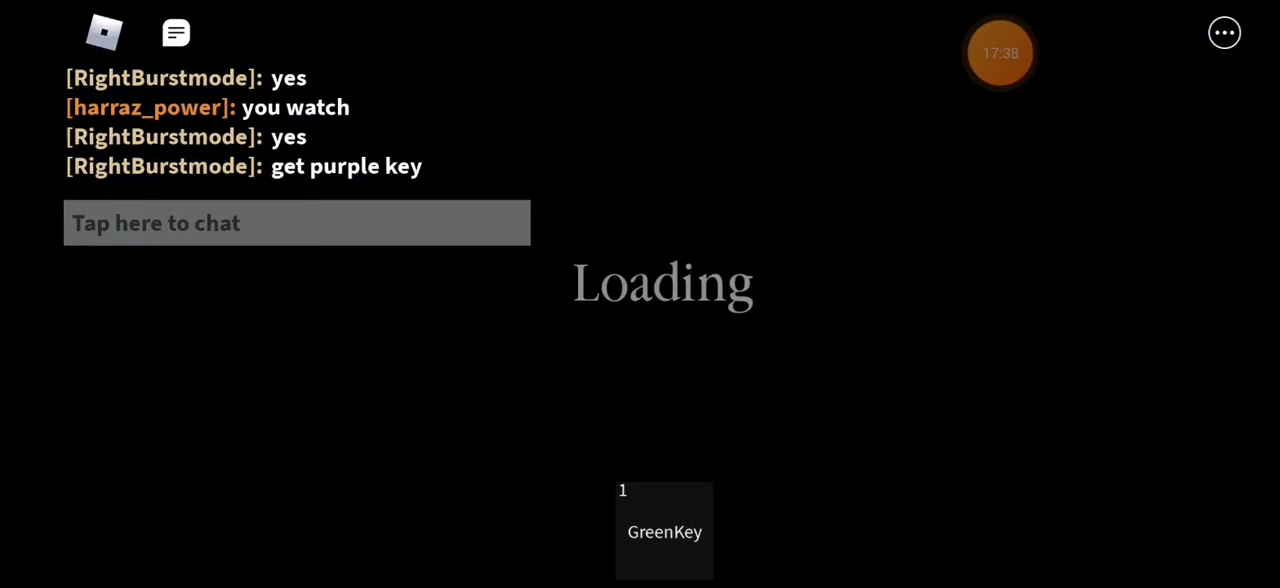 17:38
[RightBurstmode]: yes
[harraz_power]: you watch
[RightBurstmode]: yes
[RightBurstmode]: get purple key
Tap here to chat
Loading
1
GreenKey